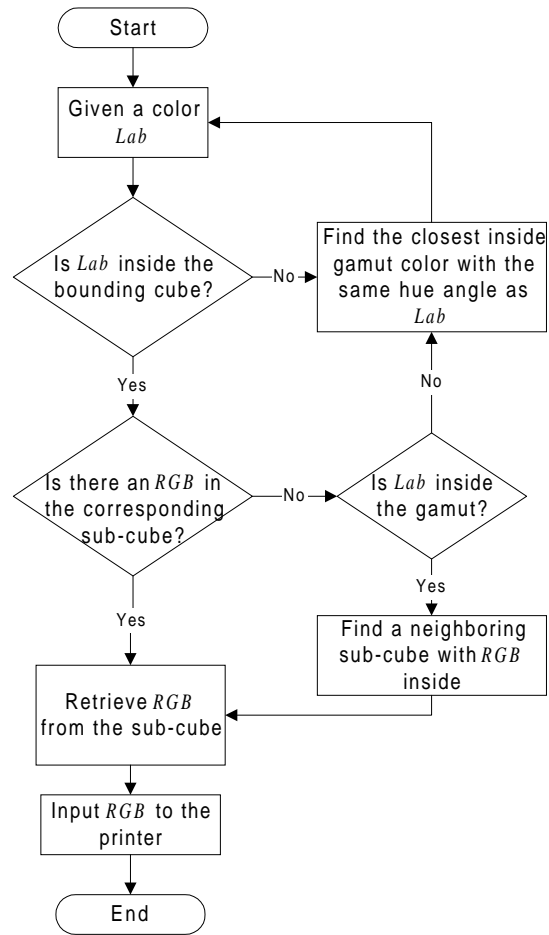 Start
Given a color
Lab
Is Lab inside the
bounding cube?
No
Find the closest inside
gamut color with the
same hue angle as
Lab
Yes
No
Is there an RGB in
the corresponding
sub-cube?
No
Is Lab inside
the gamut?
Yes
Yes
Find a neighboring
sub-cube with RGB
inside
Retrieve RGB
from the sub-cube
Input RGB to the
printer
End